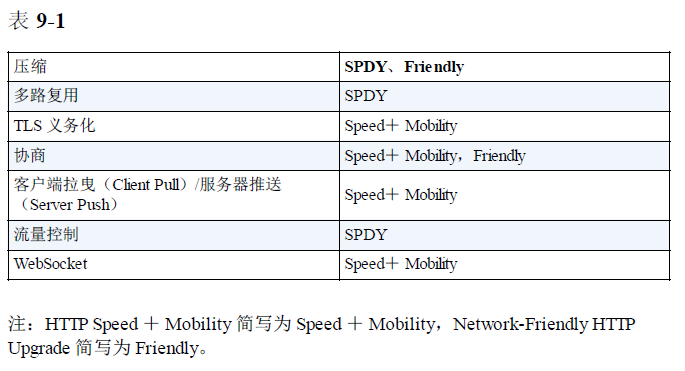 表 9-1
压缩 SPDY、Friendly
多路复用 SPDY
TLS 义务化 Speed＋ Mobility
协商 Speed＋ Mobility，Friendly
客户端拉曳（Client Pull）/服务器推送
（Server Push） Speed＋ Mobility
流量控制 SPDY
WebSocket Speed＋ Mobility
注：HTTP Speed ＋ Mobility 简写为 Speed ＋ Mobility，Network-Friendly HTTP
Upgrade 简写为 Friendly。